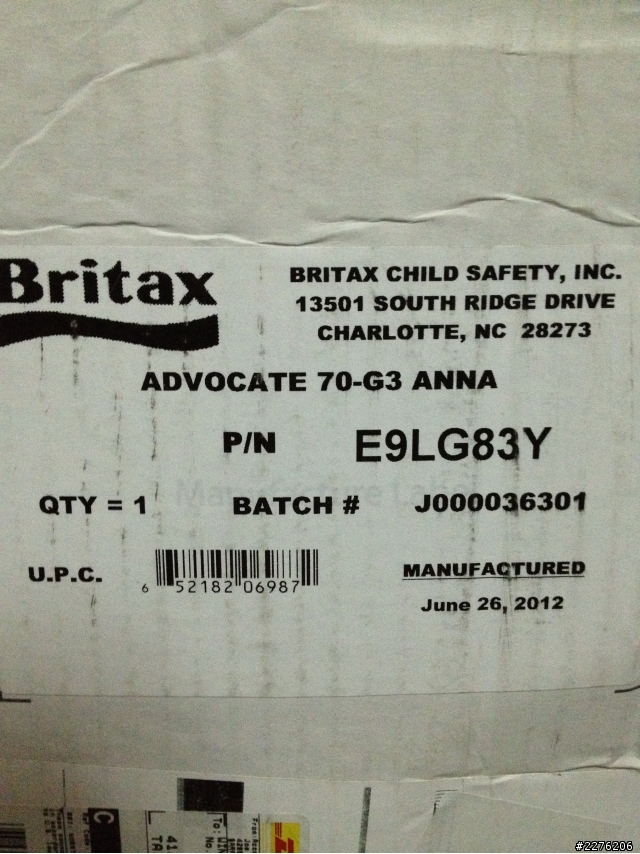 Britax
BRITAX CHILD SAFETY, INC.
13501 SOUTH RIDGE DRIVE
CHARLOTTE, NC 28273
ADVOCATE 70-G3 ANNA
P/N E9LG83Y
QTY = 1 BATCH # J000036301
U.P.C. 6 52182 06987
MANUFACTURED
June 26, 2012
C
To:
#2276206